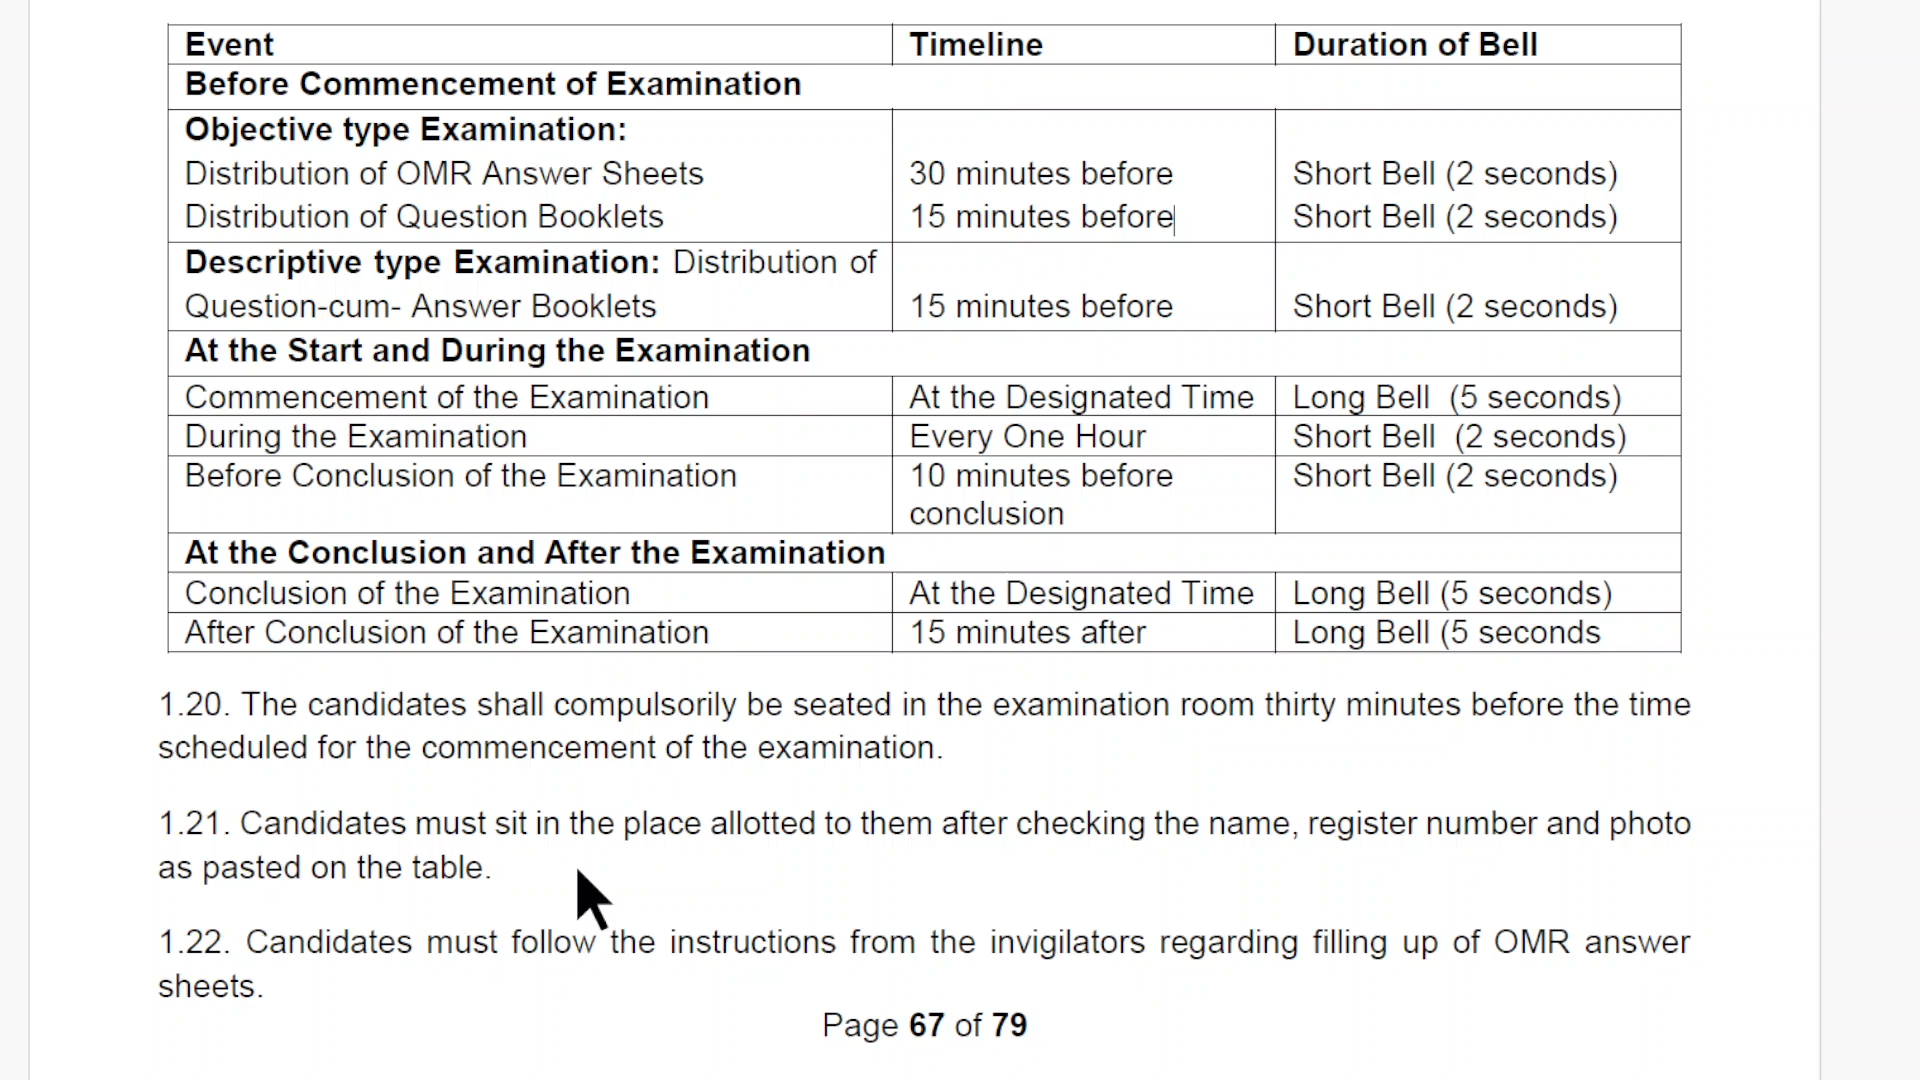 Event Timeline Duration of Bell
Before Commencement of Examination
Objective type Examination:
Distribution of OMR Answer Sheets 30 minutes before Short Bell (2 seconds)
Distribution of Question Booklets 15 minutes before Short Bell (2 seconds)
Descriptive type Examination: Distribution of
Question-cum- Answer Booklets 15 minutes before Short Bell (2 seconds)
At the Start and During the Examination
Commencement of the Examination At the Designated Time Long Bell (5 seconds)
During the Examination Every One Hour Short Bell (2 seconds)
Before Conclusion of the Examination 10 minutes before Short Bell (2 seconds)
conclusion
At the Conclusion and After the Examination
Conclusion of the Examination At the Designated Time Long Bell (5 seconds)
After Conclusion of the Examination 15 minutes after Long Bell (5 seconds
1.20. The candidates shall compulsorily be seated in the examination room thirty minutes before the time
scheduled for the commencement of the examination.
1.21. Candidates must sit in the place allotted to them after checking the name, register number and photo
as pasted on the table.
1.22. Candidates must follow the instructions from the invigilators regarding filling up of OMR answer
sheets.
Page 67 of 79